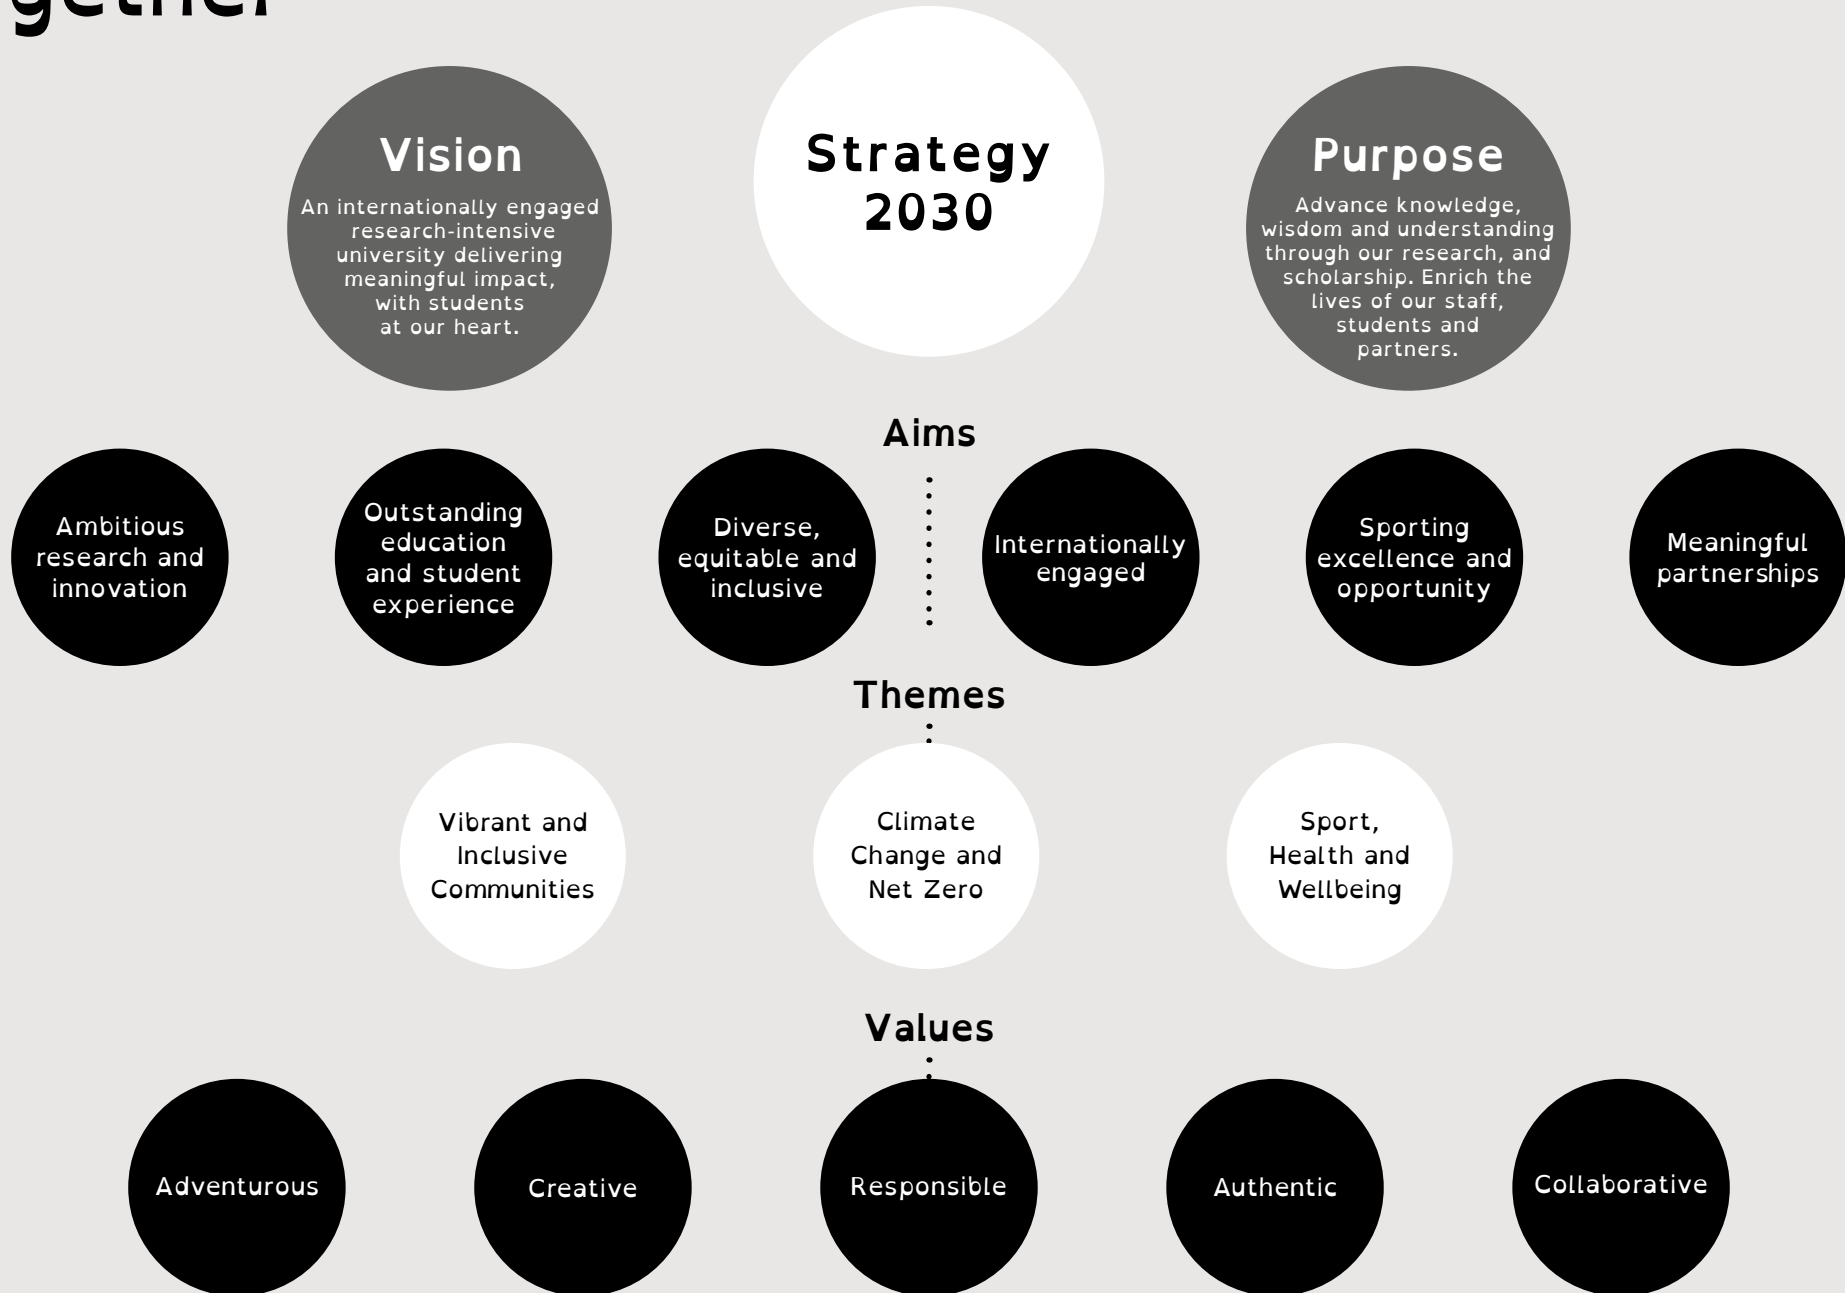 gether
Strategy
2030
Vision
An internationally engaged
research-intensive
university delivering
meaningful impact,
with students
at our heart.
Purpose
Advance knowledge,
wisdom and understanding
through our research, and
scholarship. Enrich the
lives of our staff,
students and
partners.
Aims
Ambitious
research and
innovation
Outstanding
education
and student
experience
Diverse,
equitable and
inclusive
Internationally
engaged
Sporting
excellence and
opportunity
Meaningful
partnerships
Themes
Vibrant and
Inclusive
Communities
Climate
Change and
Net Zero
Sport,
Health and
Wellbeing
Values
Adventurous
Creative
Responsible
Authentic
Collaborative